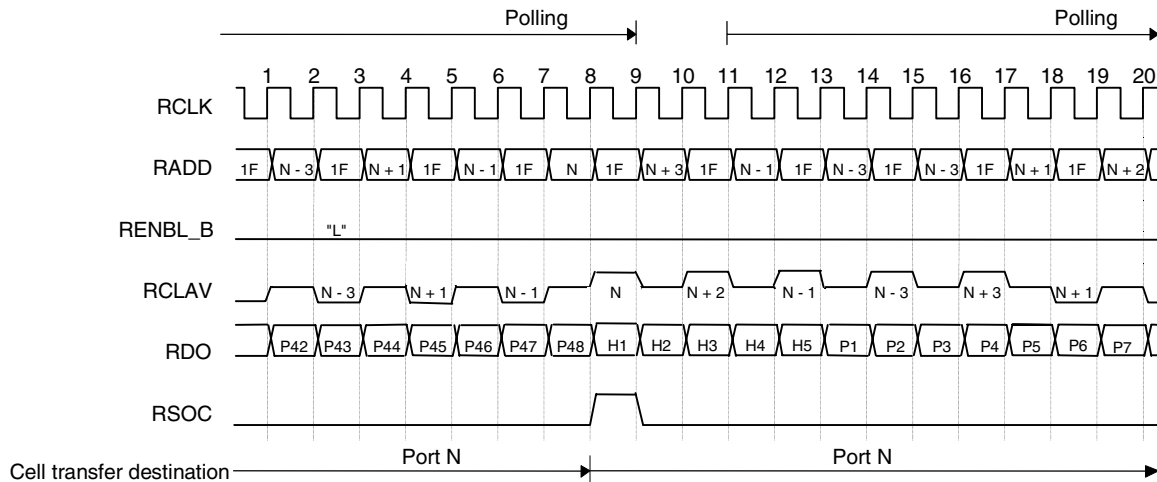 Polling Polling
1 2 3 4 5 6 7 8 9 10 11 12 13 14 15 16 17 18 19 20
RCLK
RADD 1F N - 3 1F N + 1 1F N - 1 1F N 1F N + 3 1F N - 1 1F N - 3 1F N - 3 1F N + 1 1F N + 2
RENBL_B "L"
RCLAV N - 3 N + 1 N - 1 N N + 2 N - 1 N - 3 N + 3 N + 1
RDO P42 P43 P44 P45 P46 P47 P48 H1 H2 H3 H4 H5 P1 P2 P3 P4 P5 P6 P7
RSOC
Cell transfer destination Port N Port N